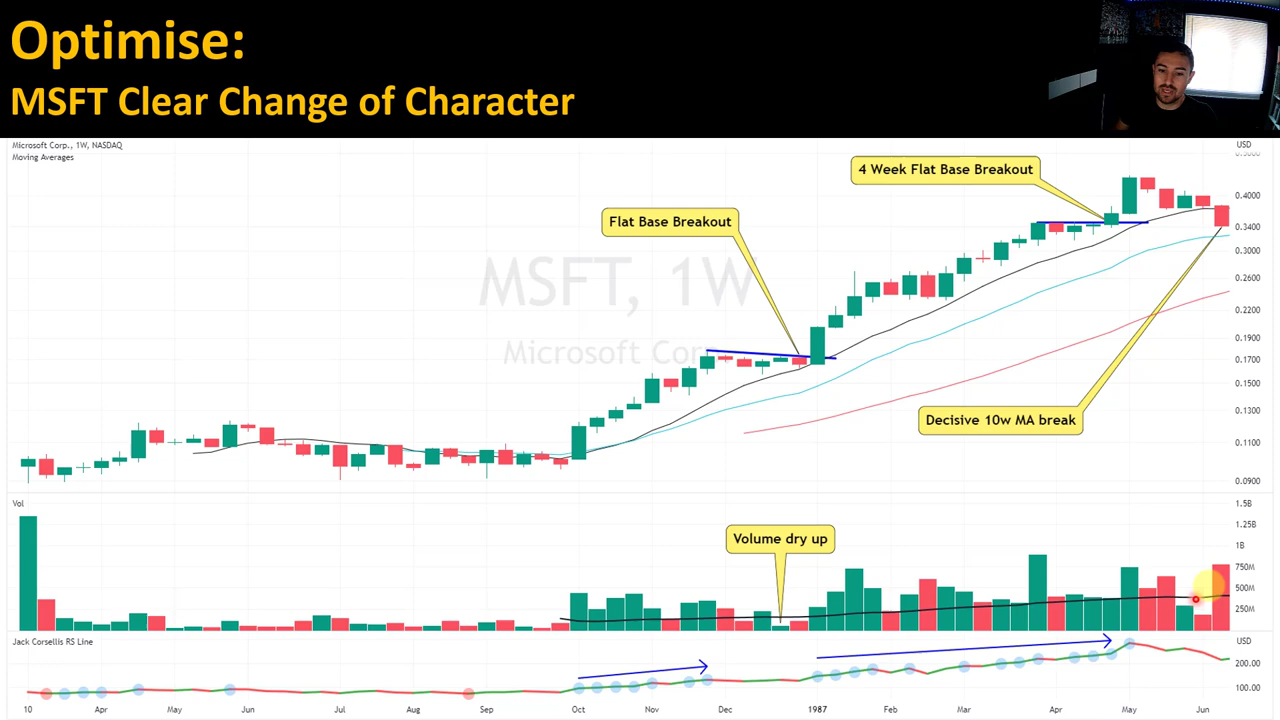 Optimise:
MSFT Clear Change of Character
Microsoft Corp., 1W, NASDAQ
Moving Averages
USD
4 Week Flat Base Breakout
0.4000
Flat Base Breakout
0.3400
0.3000
MSFT, 1W
0.2600
0.2200
0.1900
Microsoft Corp
0.1700
0.1500
Decisive 10w MA break
0.1300
0.1100
0.0900
Vol
1.5B
1.25B
Volume dry up
1B
750M
500M
250M
Jack Corsellis RS Line
USD
200.00
100.00
10 Apr May Jun Jul Aug Sep Oct Nov Dec 1987 Feb Mar Apr May Jun